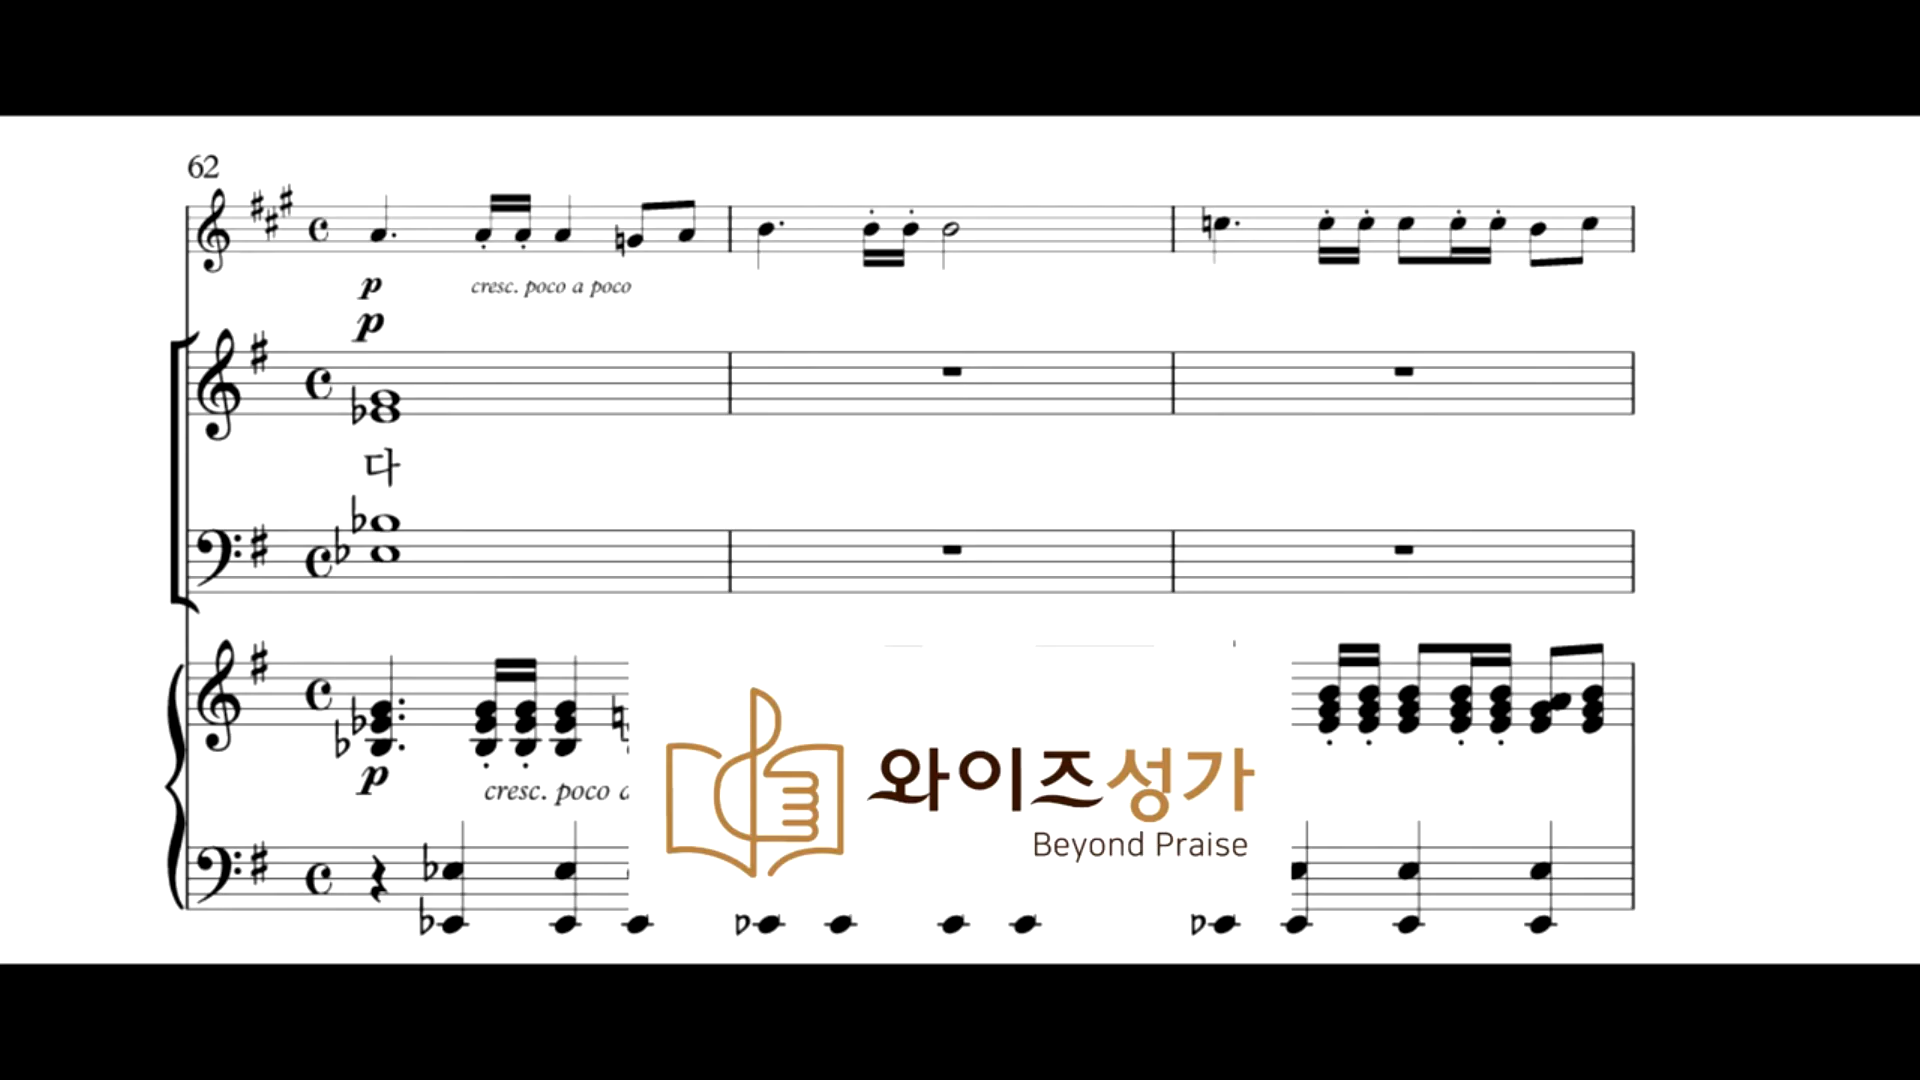 62
p
cresc. poco a poco
p
다
p
cresc. poco a
와이즈성가
Beyond Praise